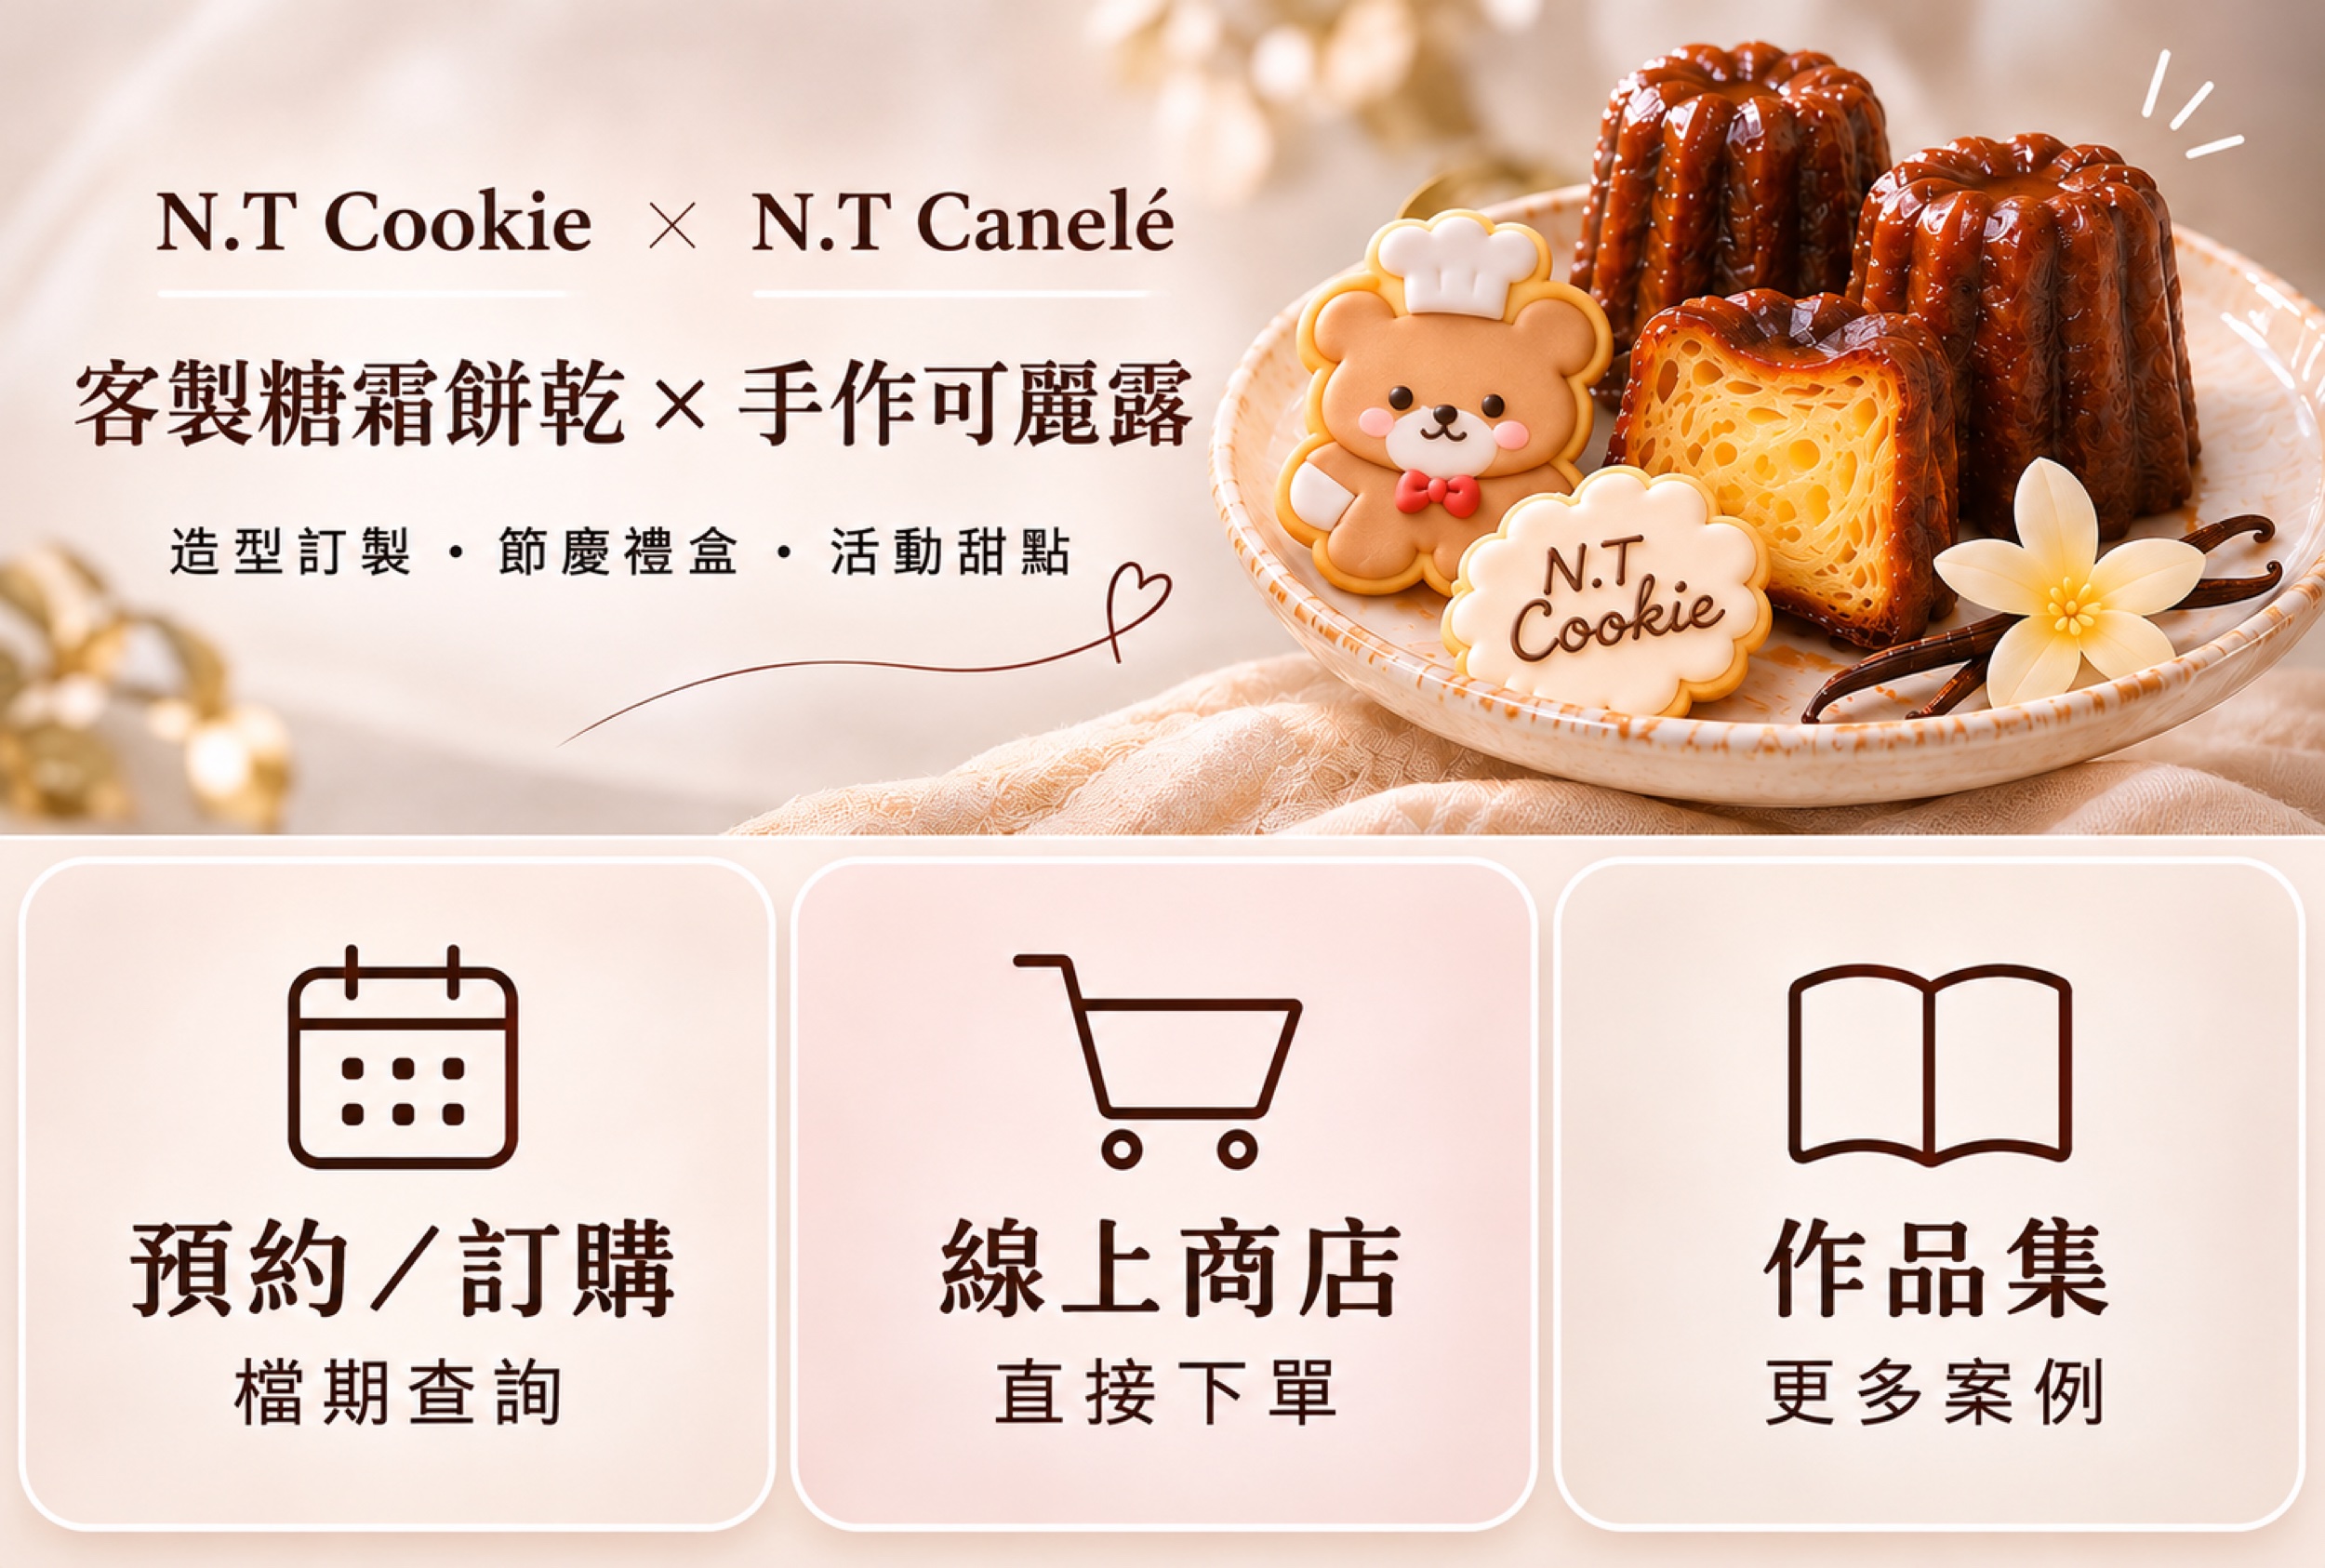 N.T Cookie × N.T Canelé
客製糖霜餅乾×手作可麗露
造型訂製・節慶禮盒・活動甜點
N.T
Cookie
預約/訂購
檔期查詢
線上商店
直接下單
作品集
更多案例